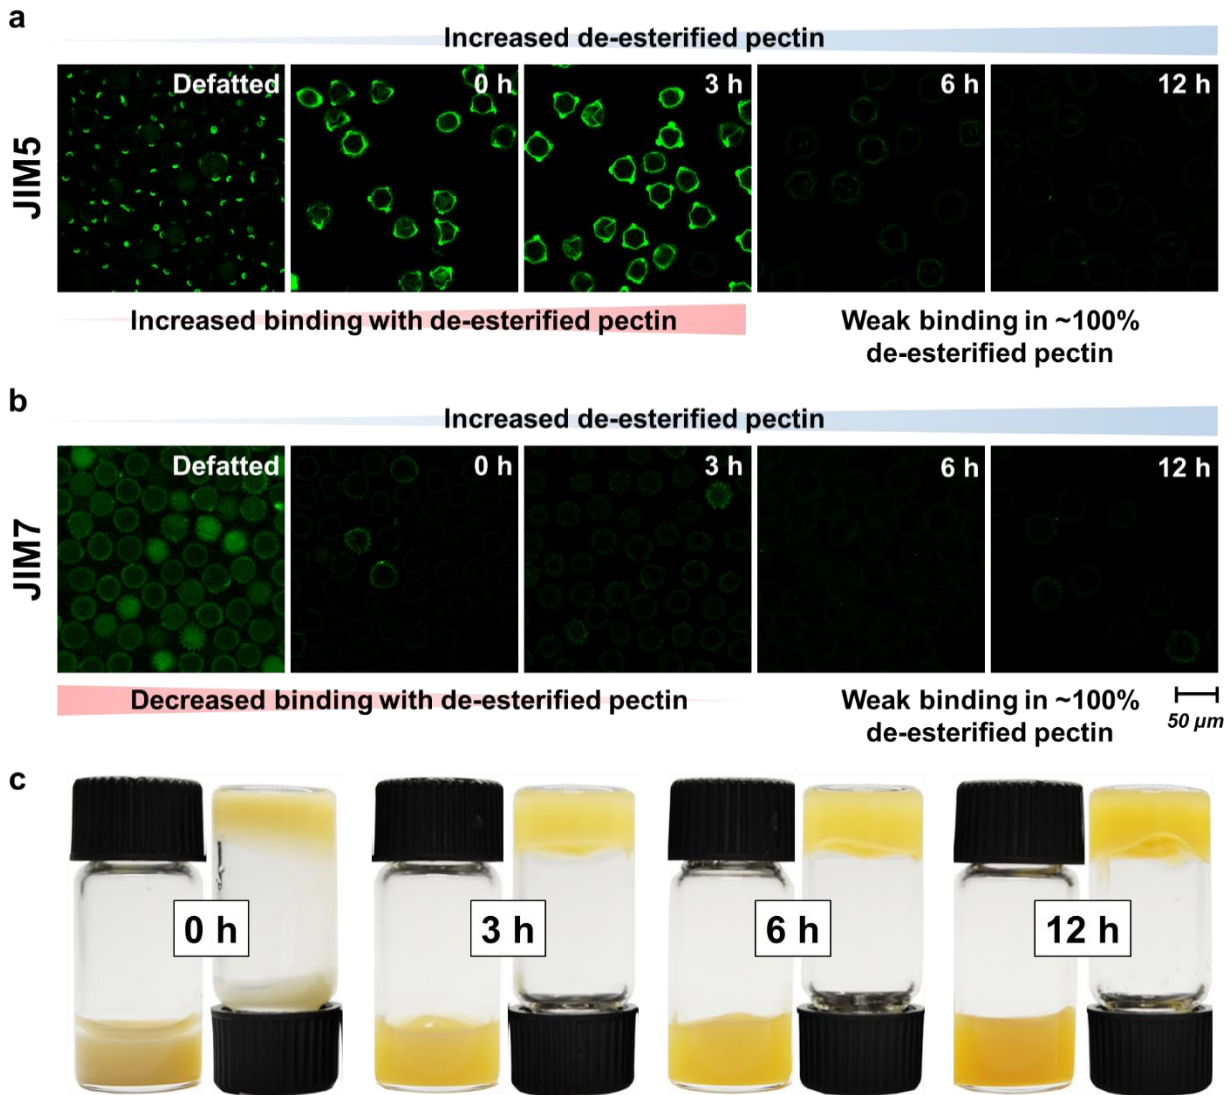 a
Increased de-esterified pectin
JIM5
Defatted
0 h
3 h
6 h
12 h
Increased binding with de-esterified pectin
Weak binding in ~100%
de-esterified pectin
b
Increased de-esterified pectin
JIM7
Defatted
0 h
3 h
6 h
12 h
Decreased binding with de-esterified pectin
Weak binding in ~100%
de-esterified pectin
50 µm
c
0 h
3 h
6 h
12 h